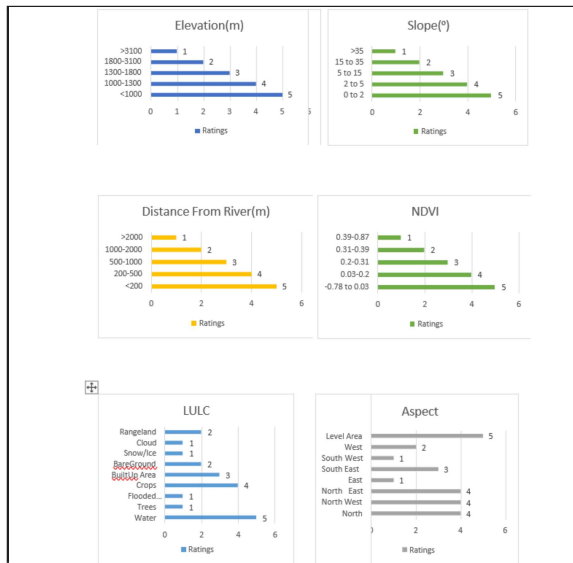 Elevation(m)
>3100 1
1800-3100 2
1300-1800 3
1000-1300 4
<1000 5
0 1 2 3 4 5
Ratings
Slope(º)
>35 1
15 to 35 2
5 to 15 3
2 to 5 4
0 to 2 5
0 2 4 6
Ratings
Distance From River(m)
>2000 1
1000-2000 2
500-1000 3
200-500 4
<200 5
0 2 4 6
Ratings
NDVI
0.39-0.87 1
0.31-0.39 2
0.2-0.31 3
0.03-0.2 4
-0.78 to 0.03 5
0 2 4 6
Ratings
LULC
Rangeland 2
Cloud 1
Snow/Ice 1
BareGround 2
BuiltUp Area 3
Crops 4
Flooded... 1
Trees 1
Water 5
0 2 4 6
Ratings
Aspect
Level Area 5
West 2
South West 1
South East 3
East 1
North East 4
North West 4
North 4
0 2 4 6
Ratings